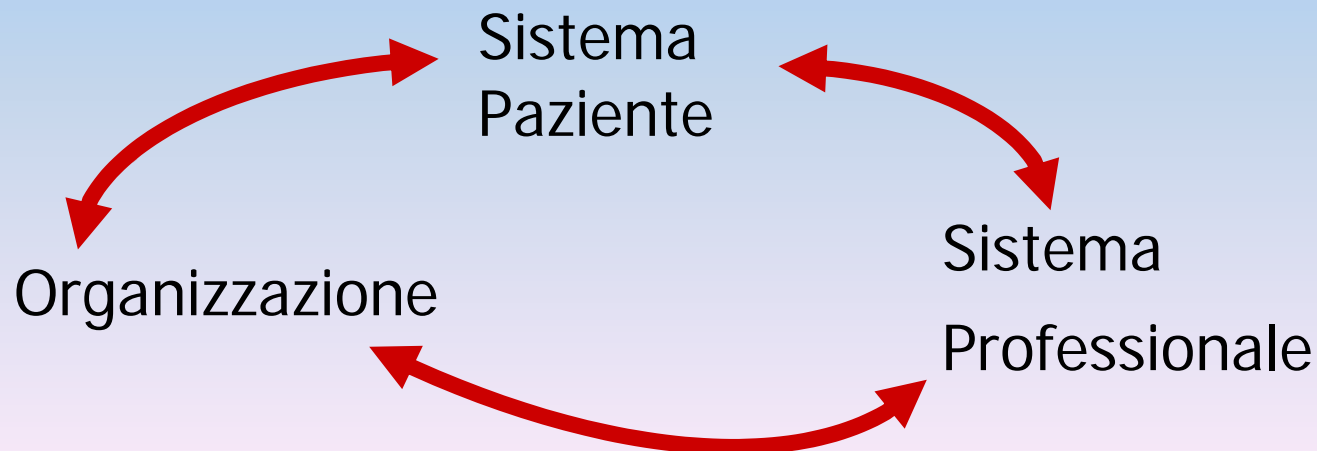 Sistema
Paziente
Sistema
Organizzazione
Professionale